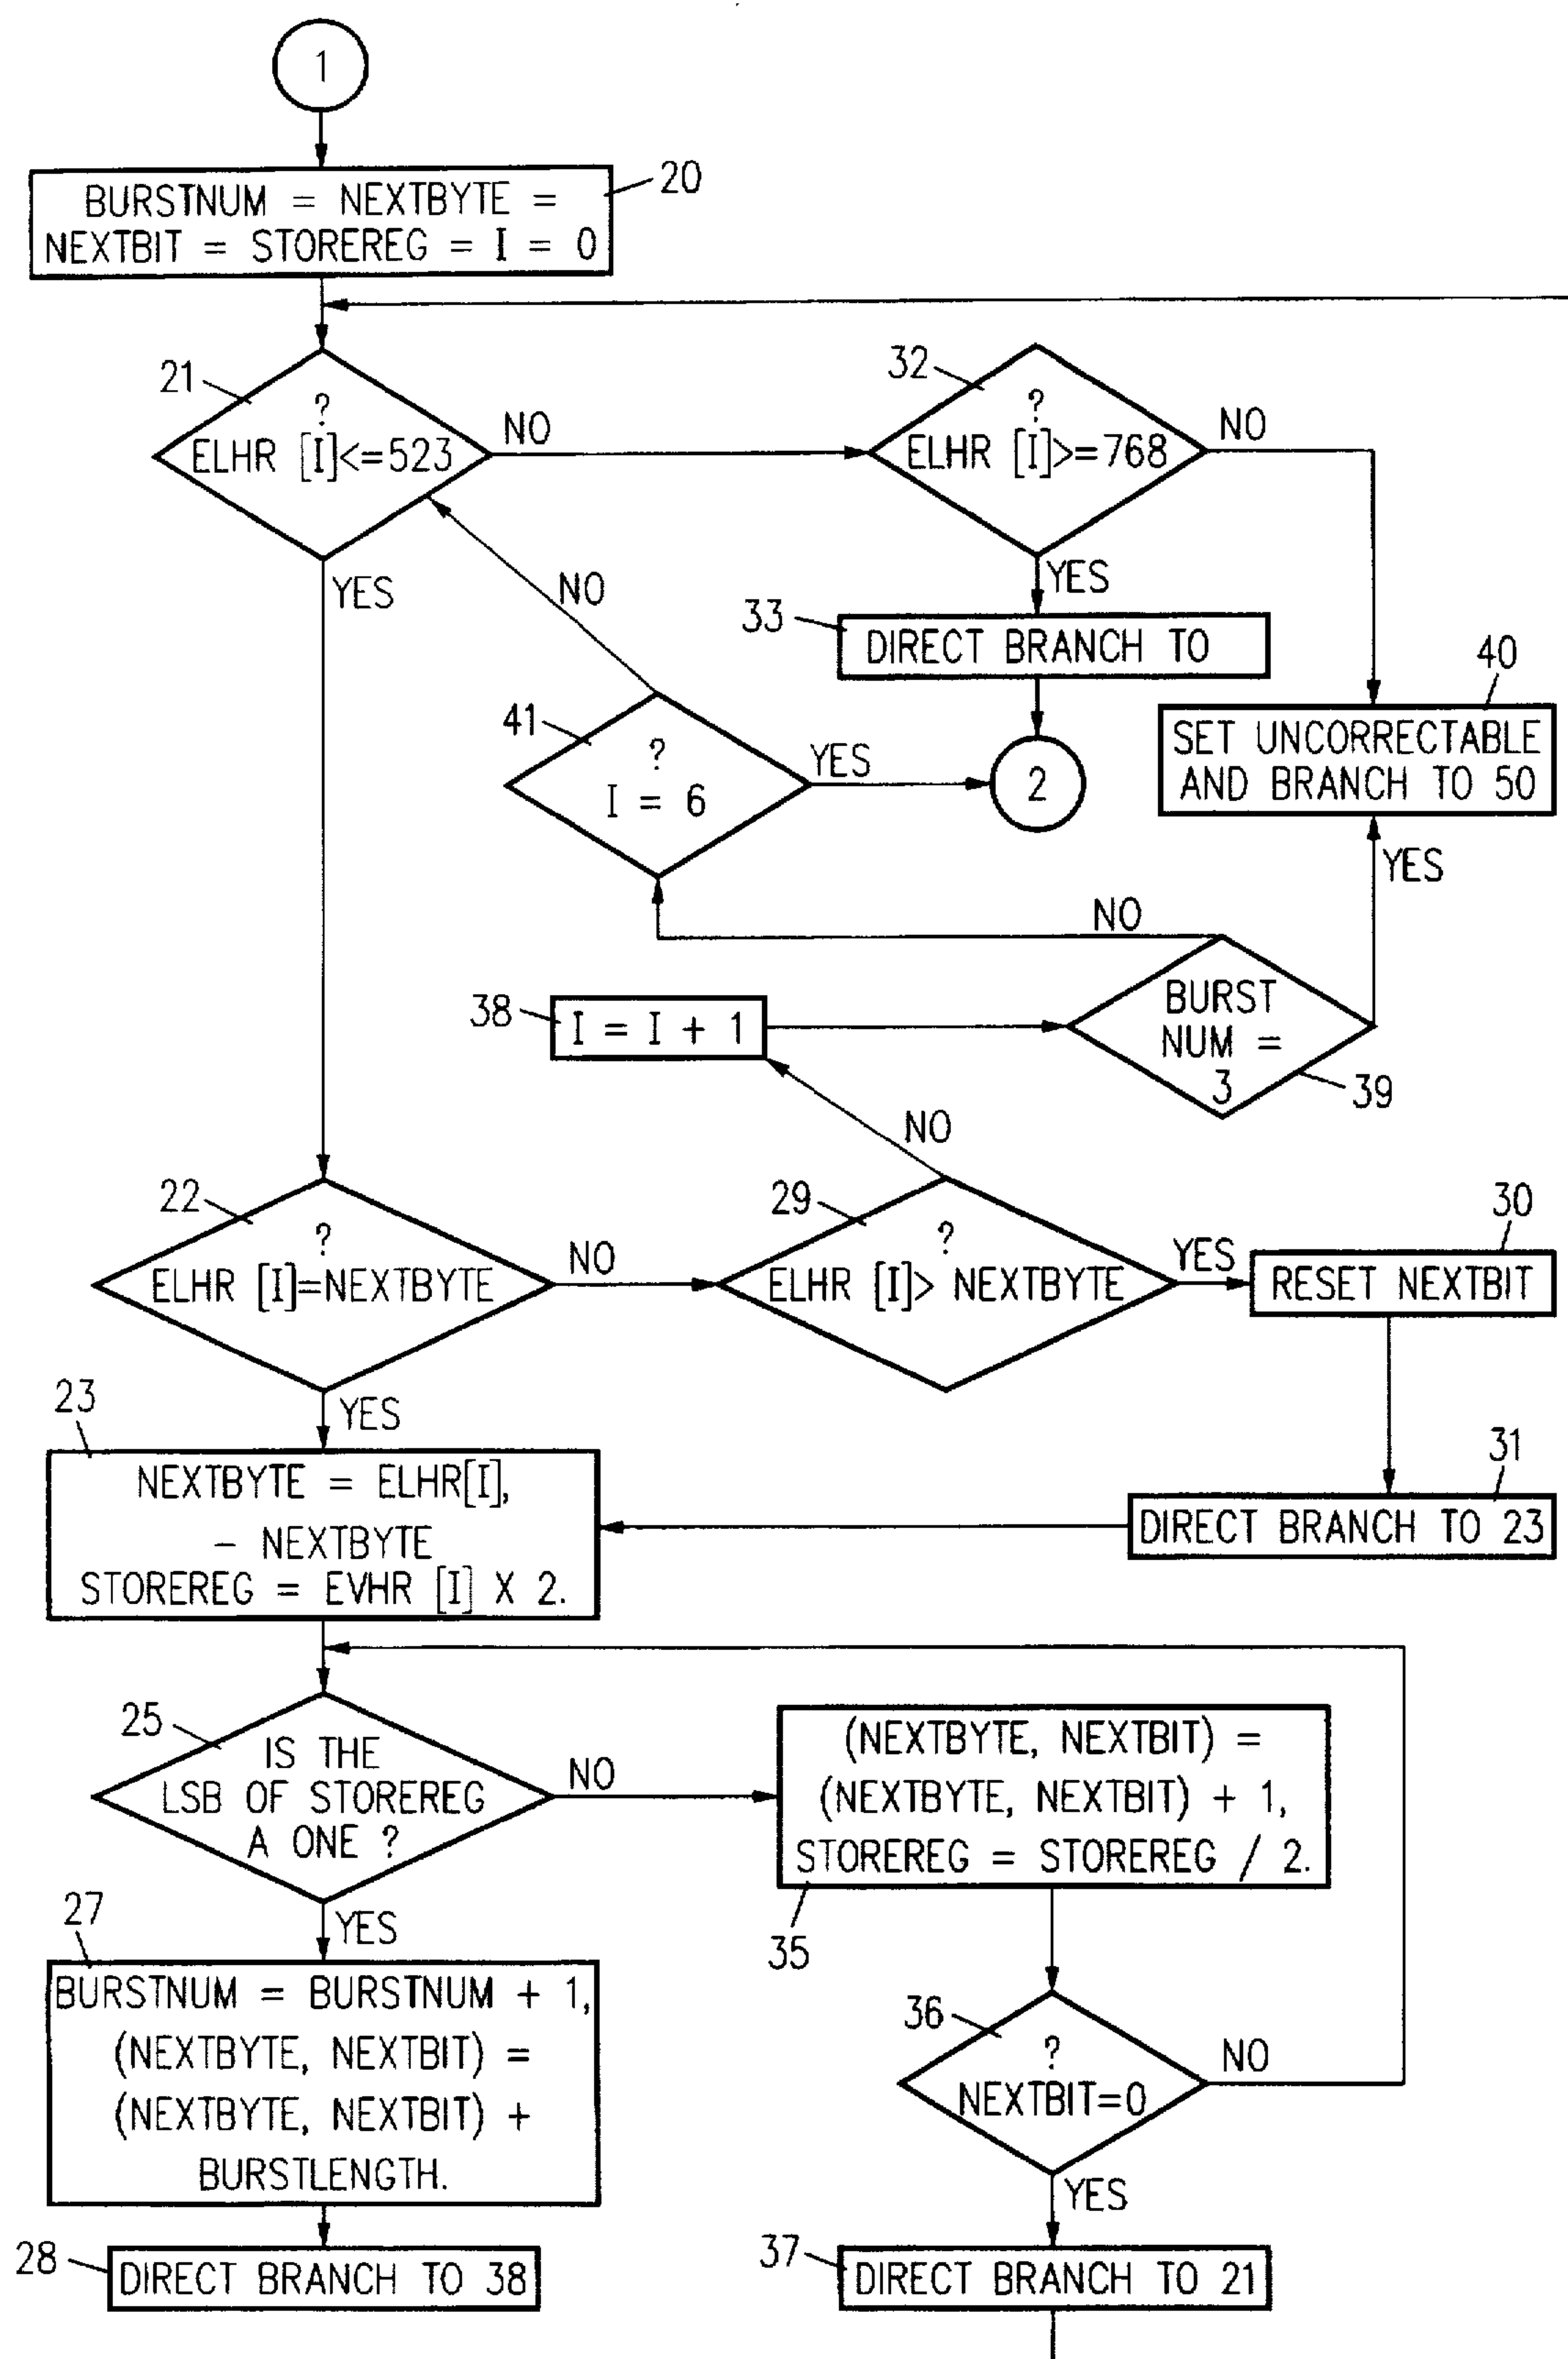 1
BURSTNUM = NEXTBYTE =
NEXTBIT = STOREREG = I = 0
20
21
?
ELHR [I]<=523
NO
YES
32
?
ELHR [I]>=768
NO
YES
33
DIRECT BRANCH TO
2
40
SET UNCORRECTABLE
AND BRANCH TO 50
41
?
I = 6
NO
YES
YES
NO
38
I = I + 1
BURST
NUM =
3
39
NO
22
?
ELHR [I]=NEXTBYTE
NO
YES
29
?
ELHR [I]> NEXTBYTE
YES
30
RESET NEXTBIT
23
NEXTBYTE = ELHR[I],
- NEXTBYTE
STOREREG = EVHR [I] X 2.
31
DIRECT BRANCH TO 23
25
IS THE
LSB OF STOREREG
A ONE ?
NO
YES
(NEXTBYTE, NEXTBIT) =
(NEXTBYTE, NEXTBIT) + 1,
STOREREG = STOREREG / 2.
35
27
BURSTNUM = BURSTNUM + 1,
(NEXTBYTE, NEXTBIT) =
(NEXTBYTE, NEXTBIT) +
BURSTLENGTH.
36
?
NEXTBIT=0
NO
YES
28
DIRECT BRANCH TO 38
37
DIRECT BRANCH TO 21